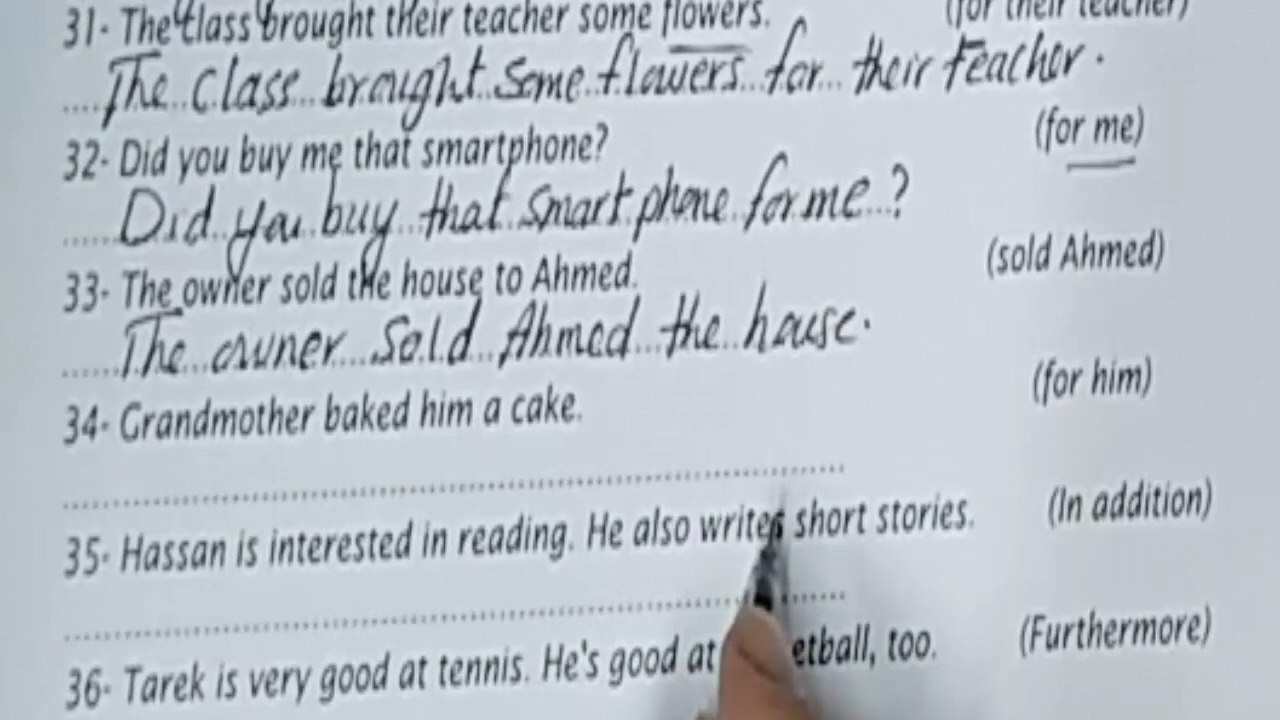 31- The class brought their teacher some flowers. (for their teacher)
The class brought some flowers for their teacher.
32- Did you buy me that smartphone? (for me)
Did you buy that smart phone for me?
33- The owner sold the house to Ahmed. (sold Ahmed)
The owner sold Ahmed the house.
34- Grandmother baked him a cake. (for him)
35- Hassan is interested in reading. He also writes short stories. (In addition)
36- Tarek is very good at tennis. He's good at etball, too. (Furthermore)